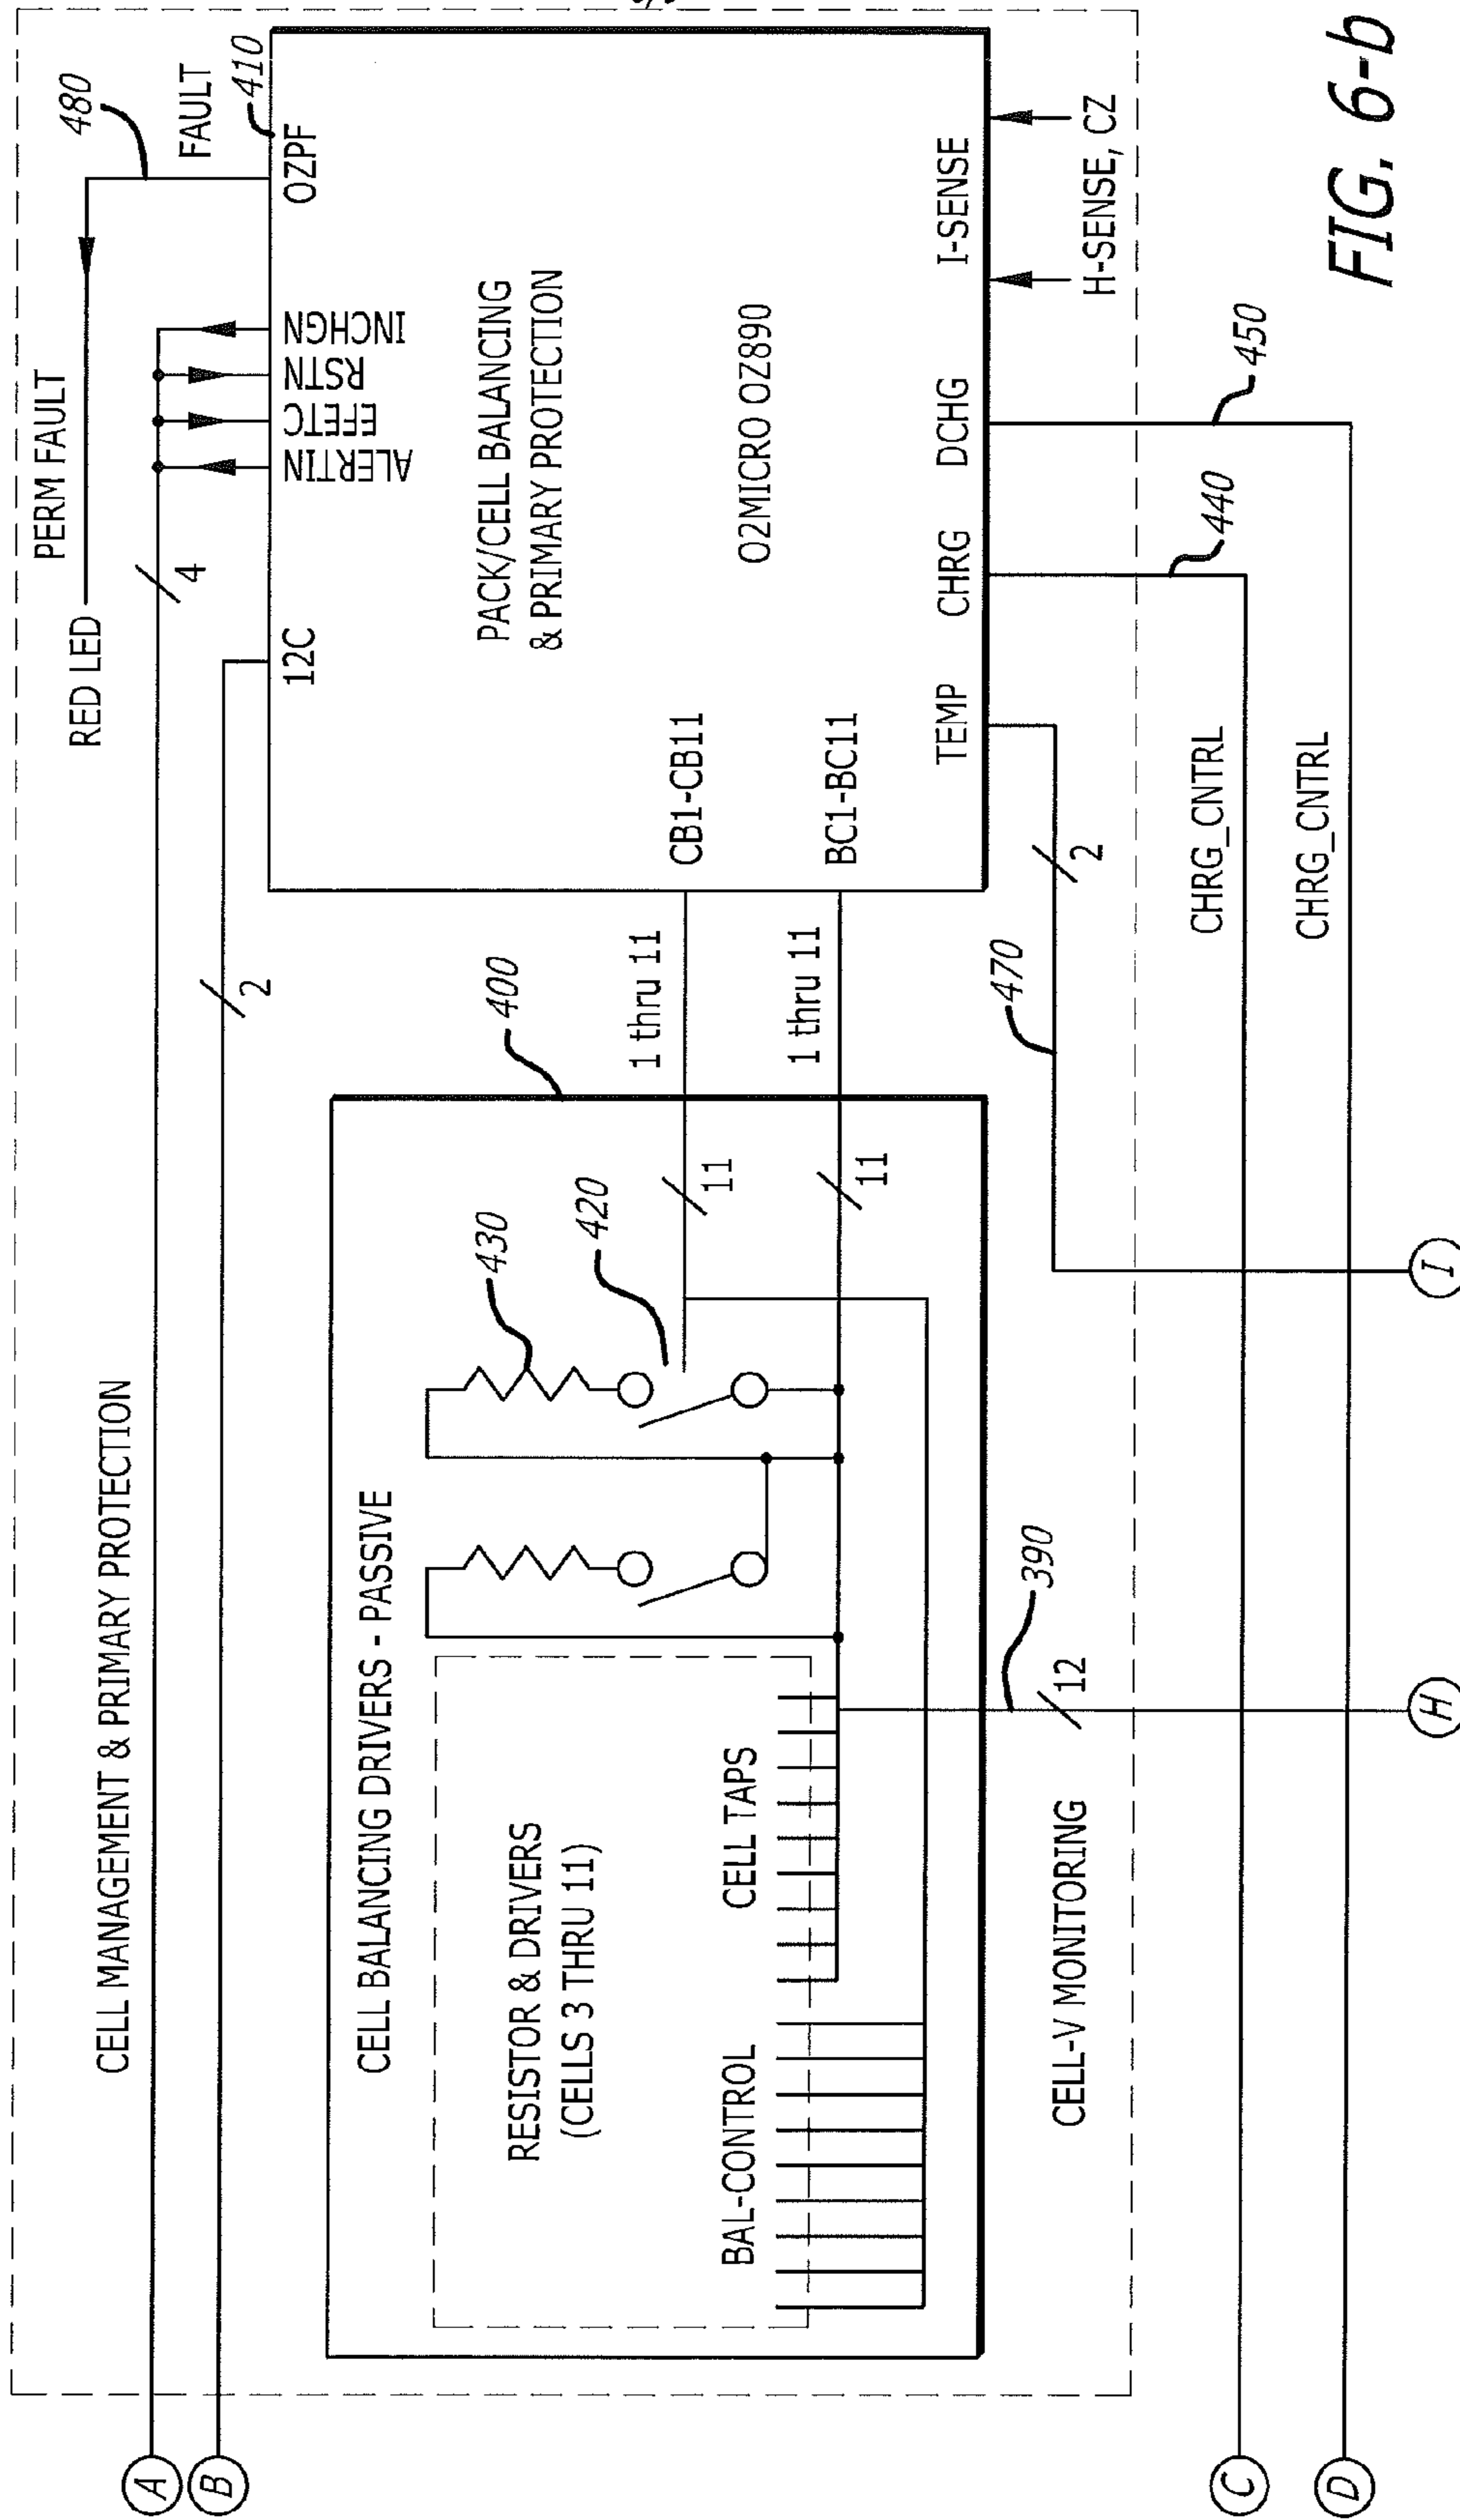 CELL MANAGEMENT & PRIMARY PROTECTION
PERM FAULT
RED LED
480
FAULT
410
A
B
4
2
12C
ALERTIN
EFETC
RSTN
INCHGN
OZPF
PACK/CELL BALANCING
& PRIMARY PROTECTION
O2MICRO OZ890
CB1-CB11
BC1-BC11
TEMP
CHRG
DCHG
I-SENSE
H-SENSE, CZ
CELL BALANCING DRIVERS - PASSIVE
400
430
420
1 thru 11
1 thru 11
11
11
RESISTOR & DRIVERS
(CELLS 3 THRU 11)
BAL-CONTROL
CELL TAPS
CELL-V MONITORING
390
12
470
2
440
450
CHRG_CNTRL
CHRG_CNTRL
C
D
H
I
FIG. 6-b